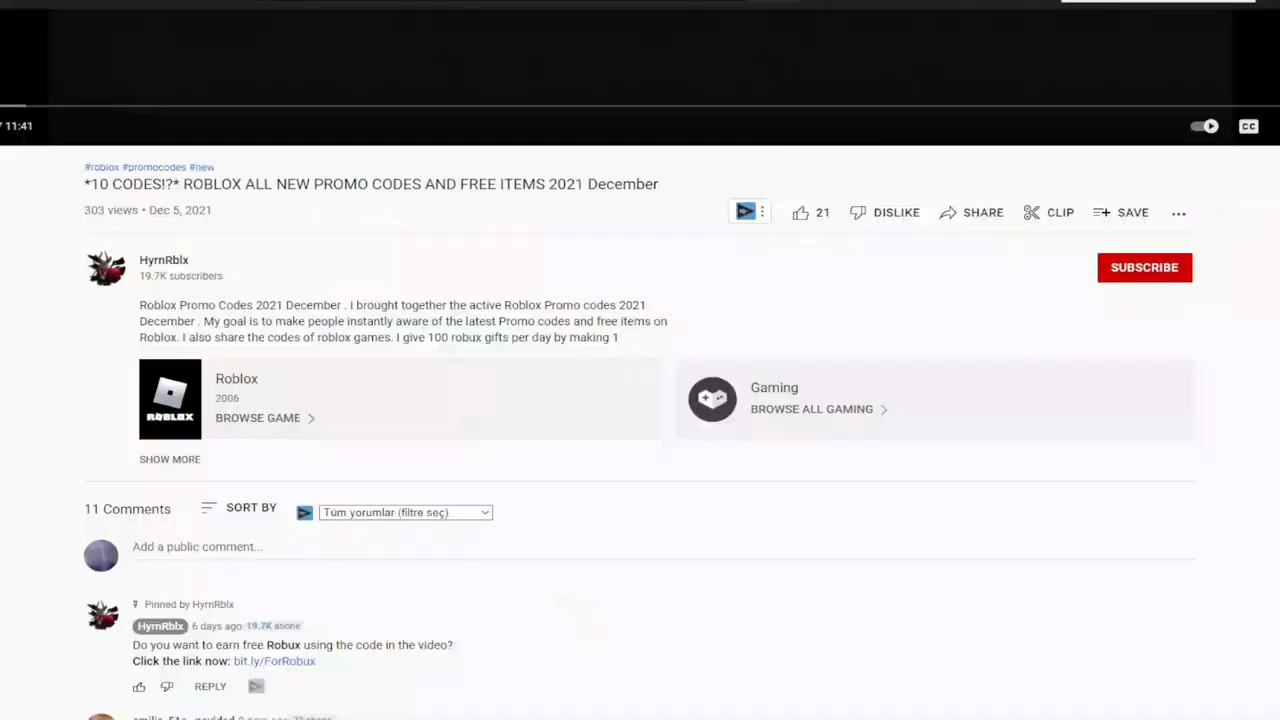 11:41
CC
#roblox #promocodes #new
*10 CODES!?* ROBLOX ALL NEW PROMO CODES AND FREE ITEMS 2021 December
303 views • Dec 5, 2021
21 DISLIKE SHARE CLIP SAVE
HyrnRblx
19.7K subscribers
SUBSCRIBE
Roblox Promo Codes 2021 December . I brought together the active Roblox Promo codes 2021
December . My goal is to make people instantly aware of the latest Promo codes and free items on
Roblox. I also share the codes of roblox games. I give 100 robux gifts per day by making 1
ROBLOX
Roblox
2006
BROWSE GAME
Gaming
BROWSE ALL GAMING
SHOW MORE
11 Comments SORT BY Tüm yorumlar (filtre seç)
Add a public comment...
Pinned by HyrnRblx
HyrnRblx 6 days ago 19.7K abone
Do you want to earn free Robux using the code in the video?
Click the link now: bit.ly/ForRobux
REPLY